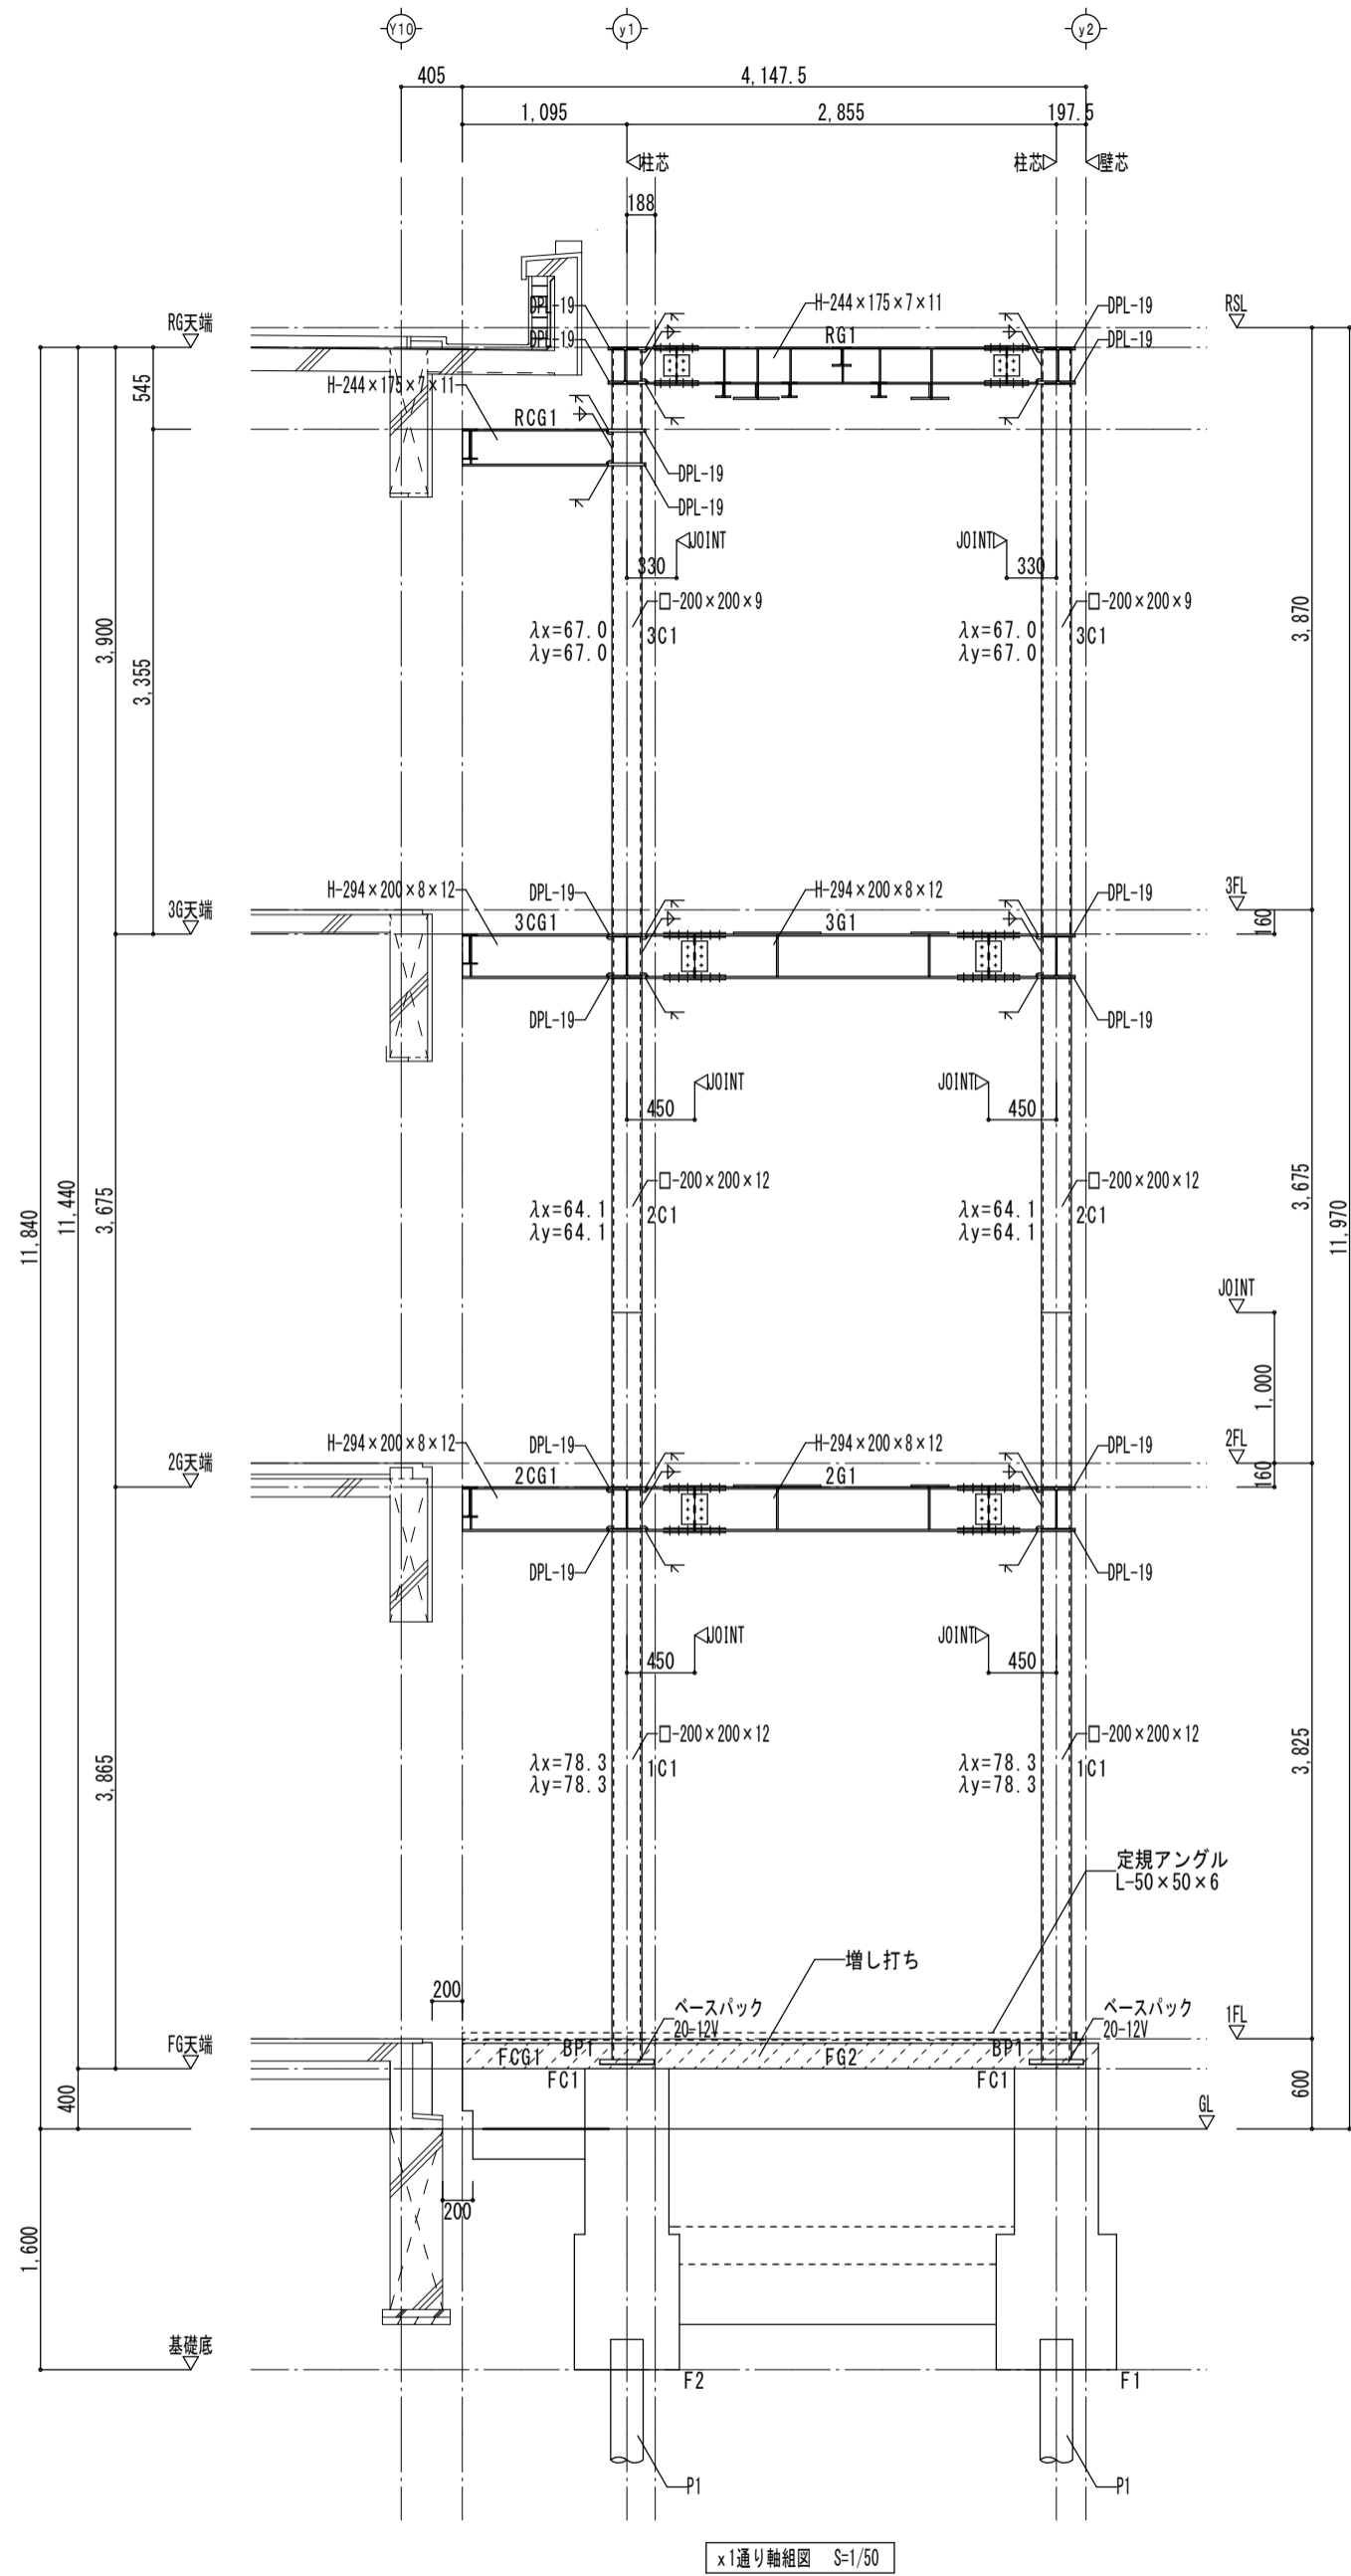 Y10
y1
y2
405
4,147.5
1,095
2,855
197.5
柱芯
柱芯
壁芯
188
RG天端
DPL-19
H-244×175×7×11
DPL-19
RSL
DPL-19
RG1
DPL-19
H-244×175×7×11
RCG1
545
DPL-19
DPL-19
JOINT
JOINT
330
330
□-200×200×9
□-200×200×9
λx=67.0
3C1
λx=67.0
3C1
λy=67.0
λy=67.0
3,900
3,355
3,870
H-294×200×8×12
DPL-19
H-294×200×8×12
DPL-19
3FL
3G天端
3CG1
3G1
160
DPL-19
DPL-19
JOINT
JOINT
450
450
□-200×200×12
□-200×200×12
λx=64.1
2C1
λx=64.1
2C1
λy=64.1
λy=64.1
11,840
11,440
3,675
3,675
11,970
JOINT
1,000
H-294×200×8×12
DPL-19
H-294×200×8×12
DPL-19
2FL
2G天端
2CG1
2G1
160
DPL-19
DPL-19
JOINT
JOINT
450
450
□-200×200×12
□-200×200×12
λx=78.3
1C1
λx=78.3
1C1
λy=78.3
λy=78.3
3,865
3,825
定規アングル
L-50×50×6
増し打ち
200
ベースパック
20-12V
ベースパック
20-12V
1FL
FG天端
FCG1
BP1
FG2
BP1
FC1
FC1
400
600
GL
200
1,600
基礎底
F2
F1
P1
P1
x1通り軸組図 S=1/50